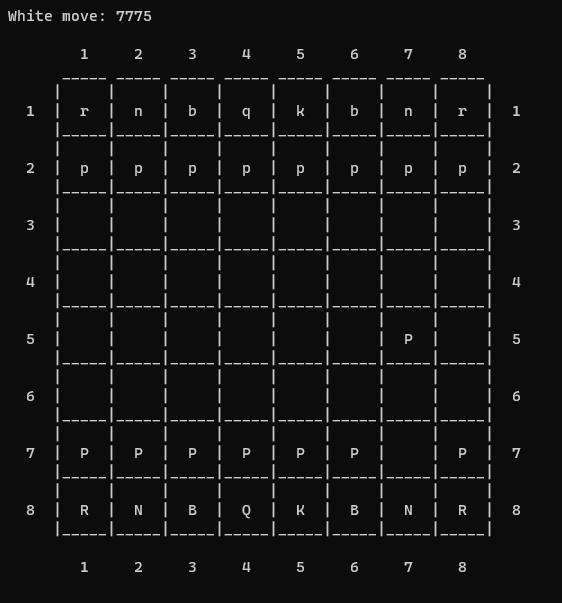 White move: 7775
1 2 3 4 5 6 7 8
1 r n b q k b n r 1
2 p p p p p p p p 2
3 3
4 4
5 P 5
6 6
7 P P P P P P P 7
8 R N B Q K B N R 8
1 2 3 4 5 6 7 8